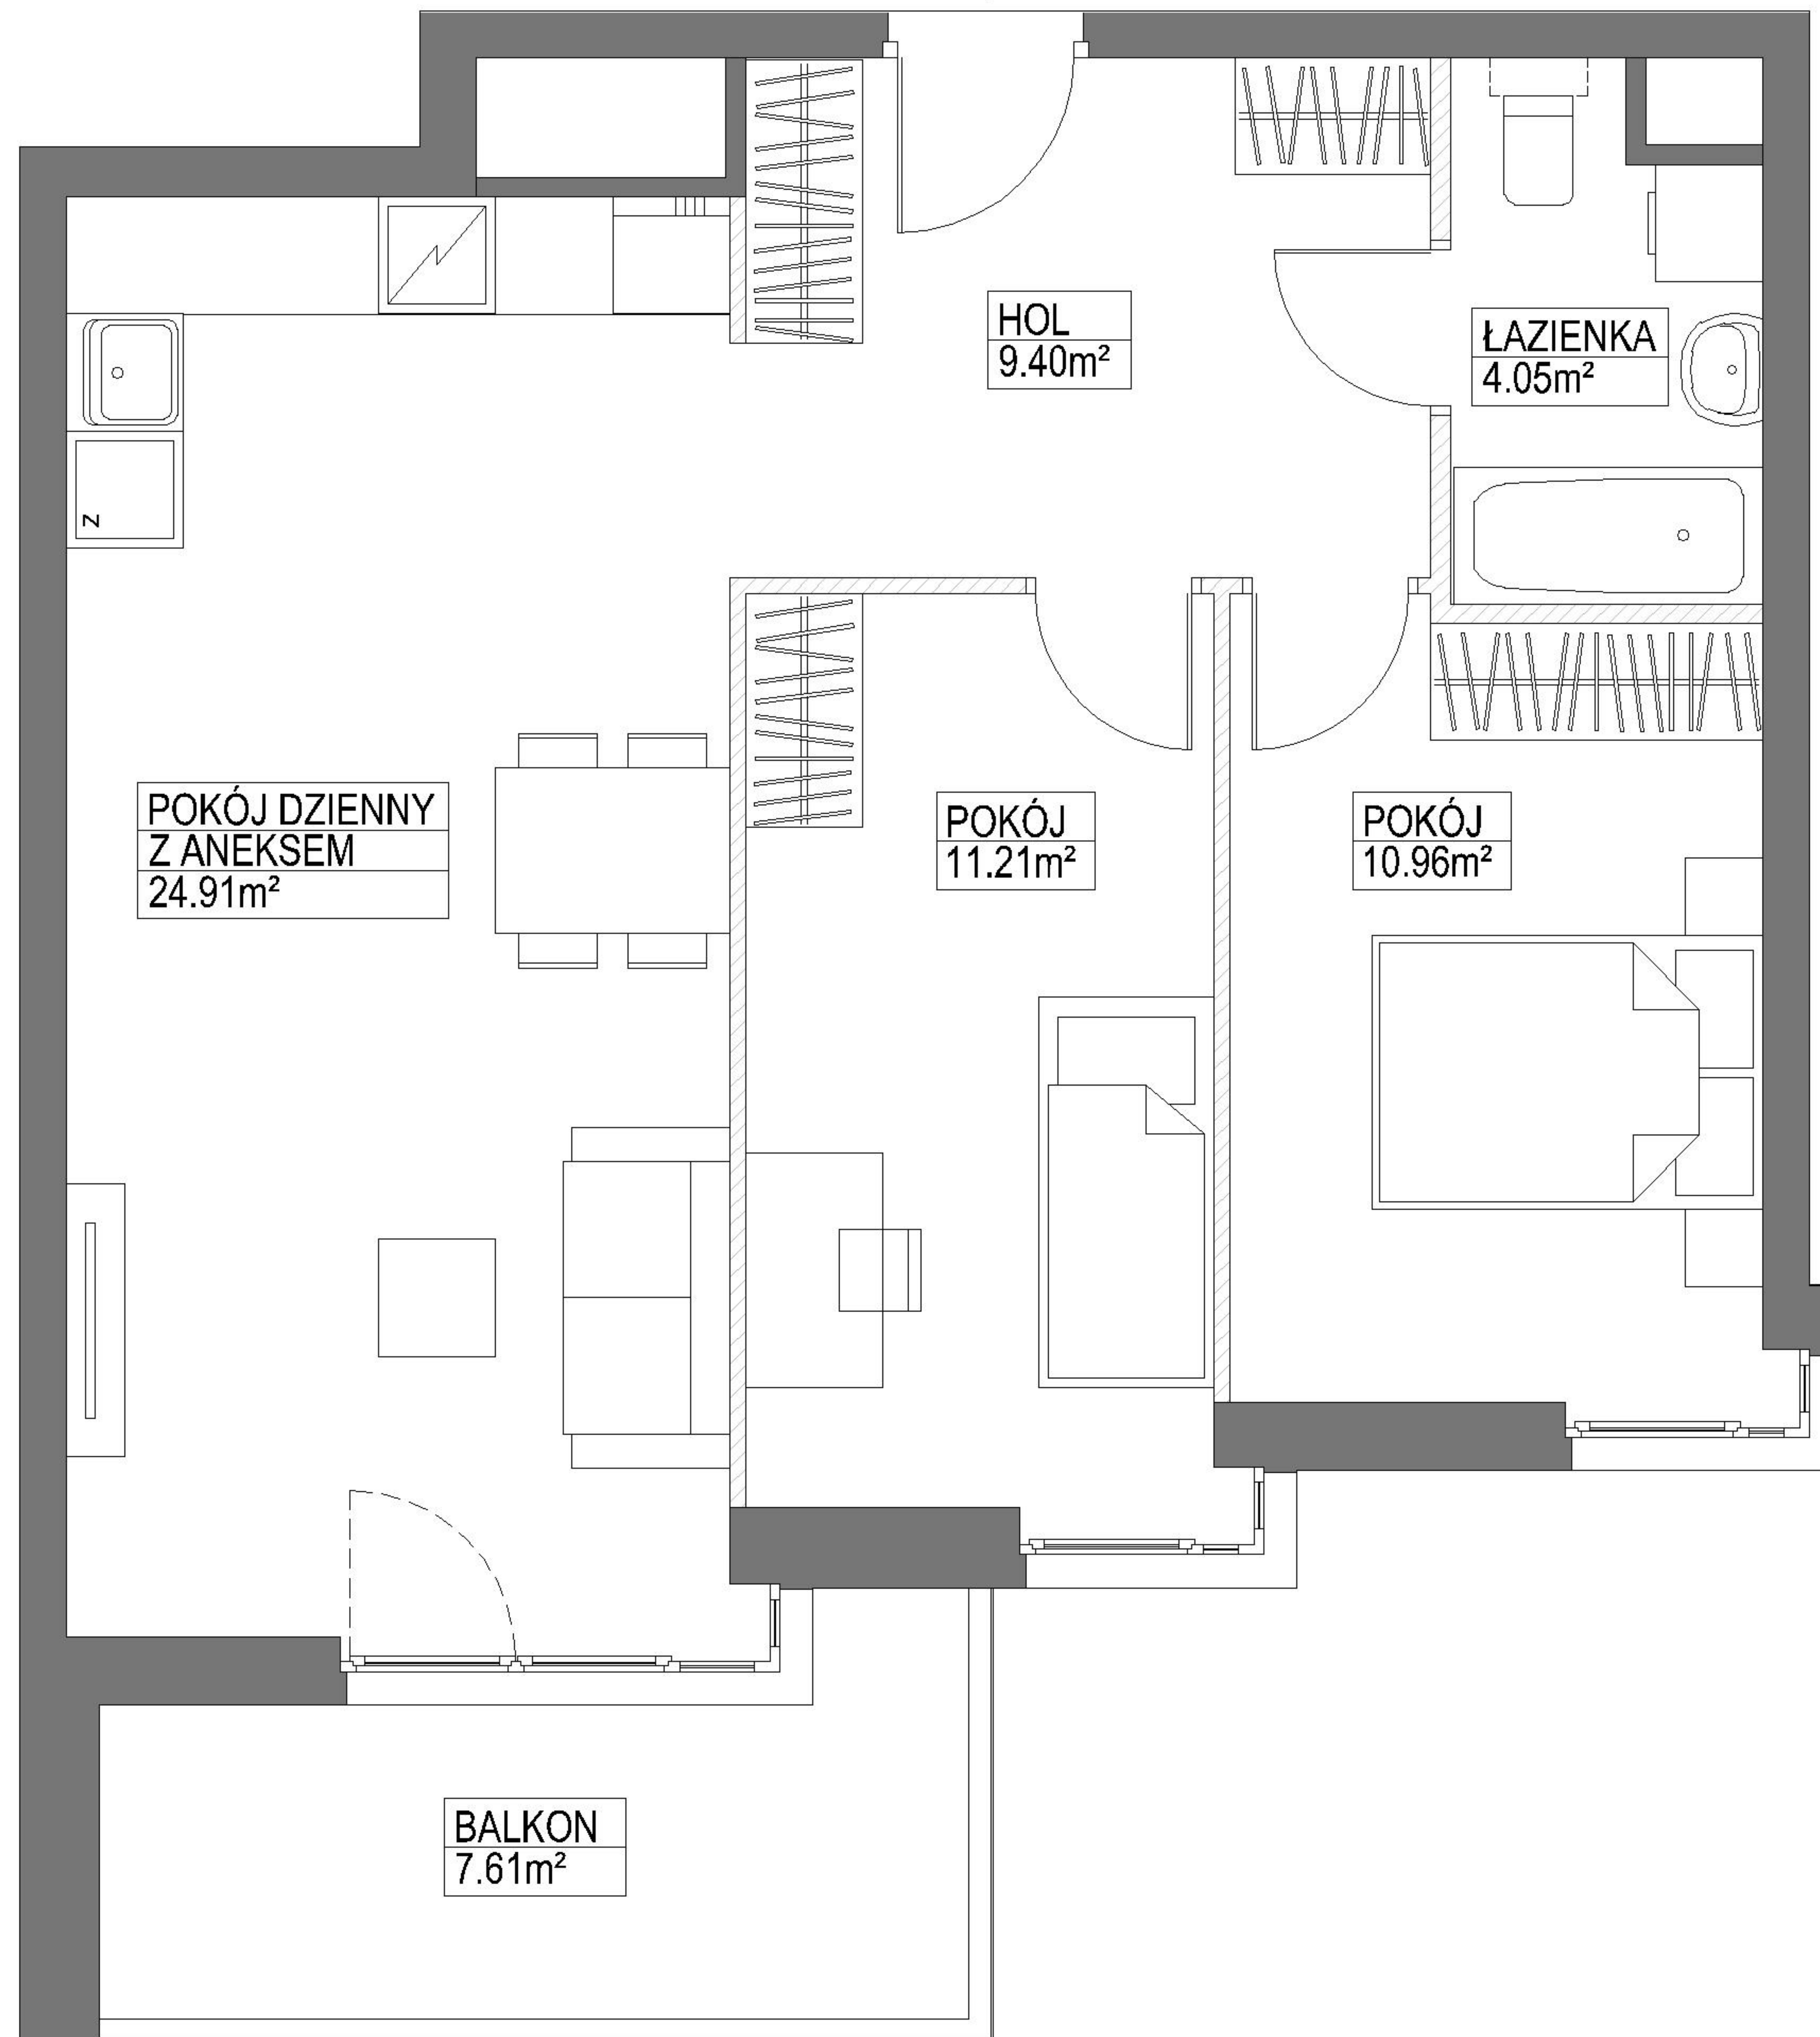 HOL
9.40m²
ŁAZIENKA
4.05m²
Z
POKÓJ DZIENNY
Z ANEKSEM
24.91m²
POKÓJ
11.21m²
POKÓJ
10.96m²
BALKON
7.61m²